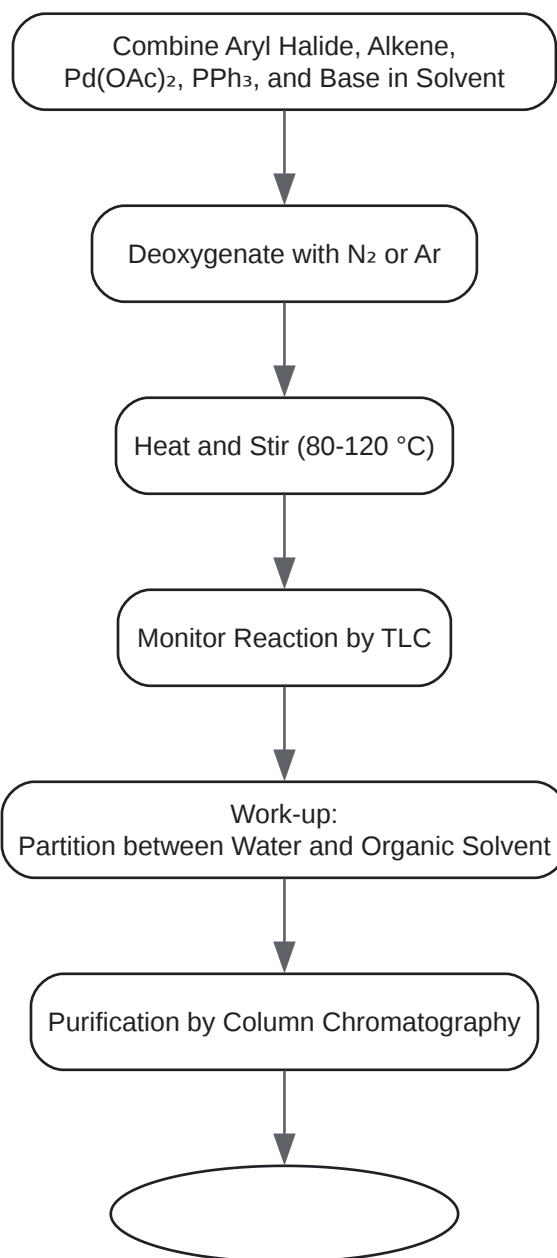 Combine Aryl Halide, Alkene,
Pd(OAc)₂, PPh₃, and Base in Solvent
Deoxygenate with N₂ or Ar
Heat and Stir (80-120 °C)
Monitor Reaction by TLC
Work-up:
Partition between Water and Organic Solvent
Purification by Column Chromatography